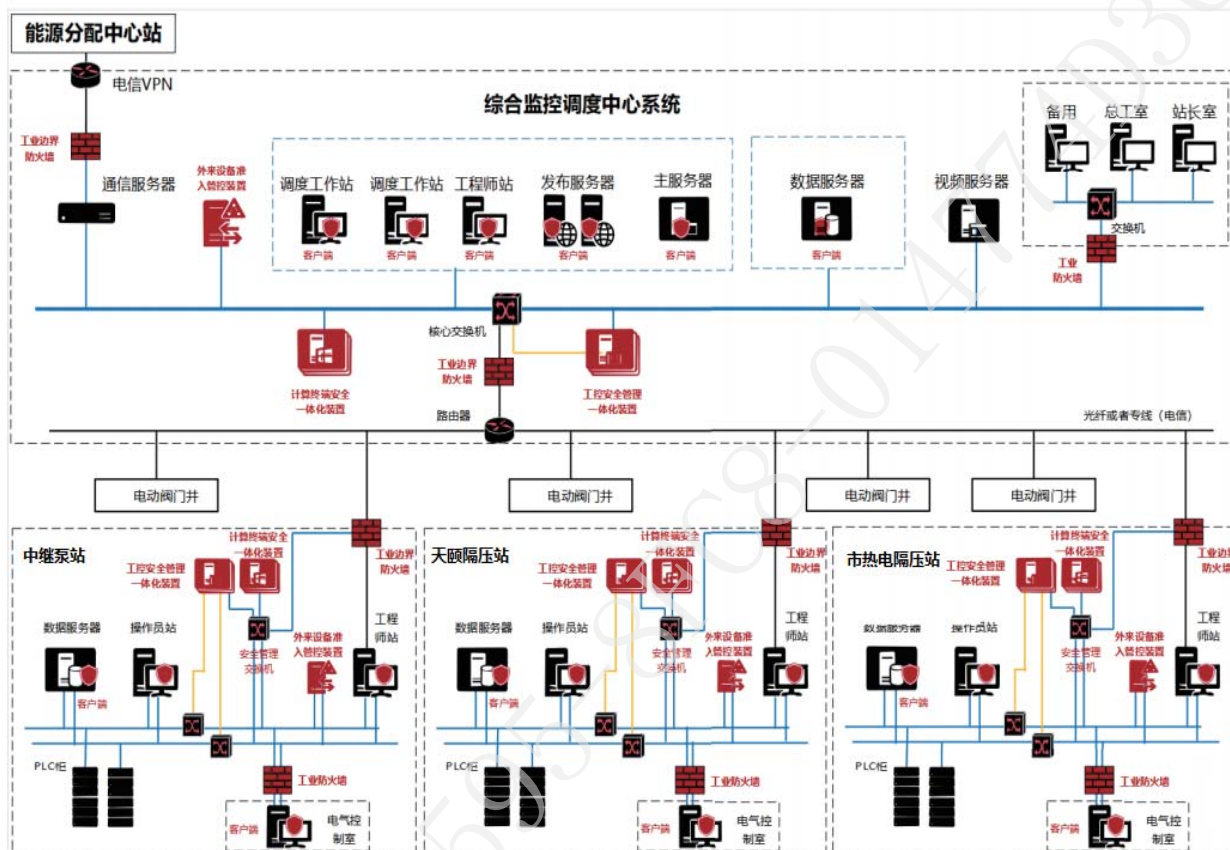 能源分配中心站
电信VPN
综合监控调度中心系统
工业边界
防火墙
通信服务器
外来设备准
入管控装置
调度工作站
调度工作站
工程师站
发布服务器
主服务器
数据服务器
视频服务器
备用
总工室
站长室
客户端
客户端
客户端
客户端
客户端
客户端
交换机
工业
防火墙
核心交换机
计算终端安全
一体化装置
工业边界
防火墙
工控安全管理
一体化装置
路由器
光纤或者专线（电信）
电动阀门井
电动阀门井
电动阀门井
电动阀门井
中继泵站
计算终端安全
一体化装置
工控安全管理
一体化装置
工业边界
防火墙
数据服务器
操作员站
安全管理
交换机
外来设备准
入管控装置
工程
师站
客户端
PLC柜
工业防火墙
客户端
电气控
制室
天颐隔压站
计算终端安全
一体化装置
工控安全管理
一体化装置
工业边界
防火墙
数据服务器
操作员站
安全管理
交换机
外来设备准
入管控装置
工程
师站
客户端
PLC柜
工业防火墙
客户端
电气控
制室
市热电隔压站
计算终端安全
一体化装置
工控安全管理
一体化装置
工业边界
防火墙
数据服务器
操作员站
安全管理
交换机
外来设备准
入管控装置
工程
师站
客户端
PLC柜
工业防火墙
客户端
电气控
制室